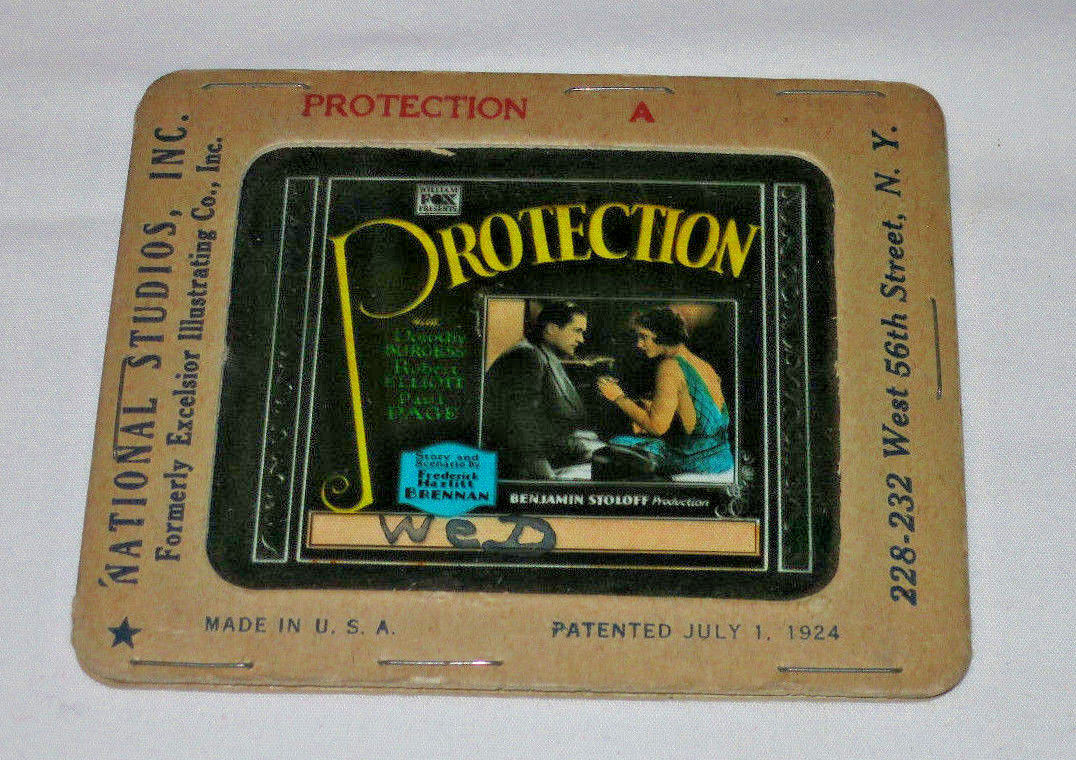 PROTECTION A
NATIONAL STUDIOS, INC.
Formerly Excelsior Illustrating Co., Inc.
WILLIAM
FOX
PRESENTS
PROTECTION
with
Dorothy
BURGESS
Robert
ELLIOTT
Paul
PAGE
Story and
Scenario by
Frederick
Hazlitt
BRENNAN
BENJAMIN STOLOFF Production
WeD
228-232 West 56th Street, N. Y.
MADE IN U. S. A.
PATENTED JULY 1, 1924